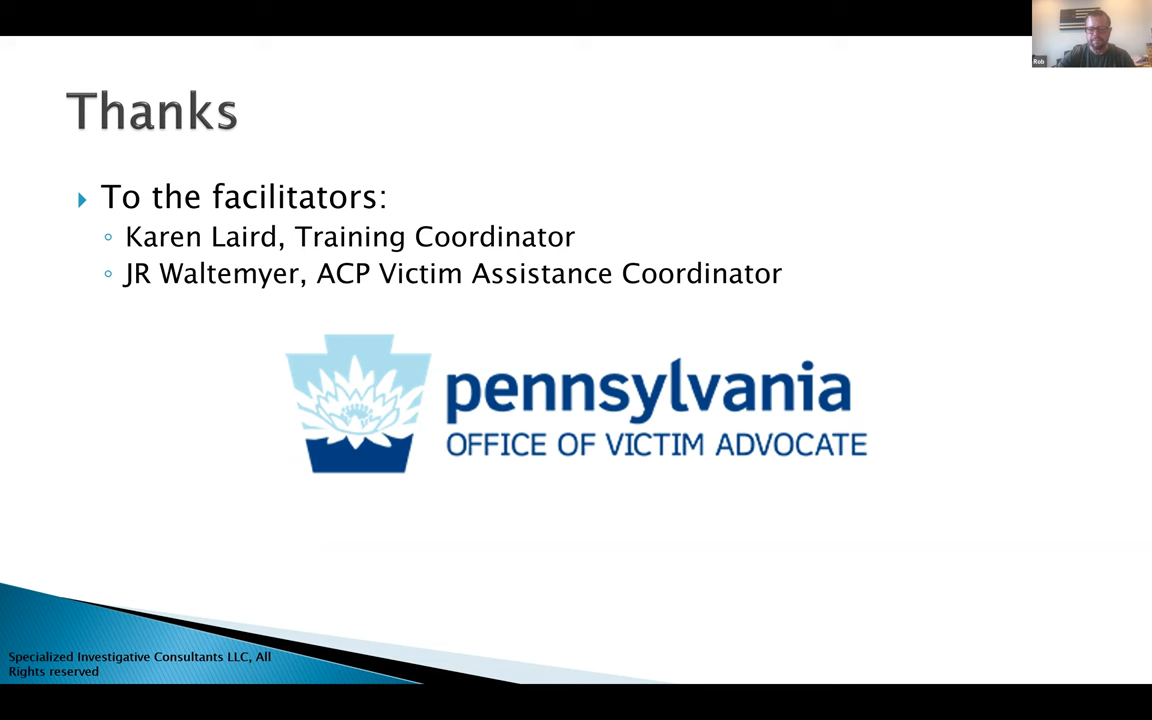 Rob
Thanks
To the facilitators:
Karen Laird, Training Coordinator
JR Waltemyer, ACP Victim Assistance Coordinator
pennsylvania
OFFICE OF VICTIM ADVOCATE
Specialized Investigative Consultants LLC, All
Rights reserved